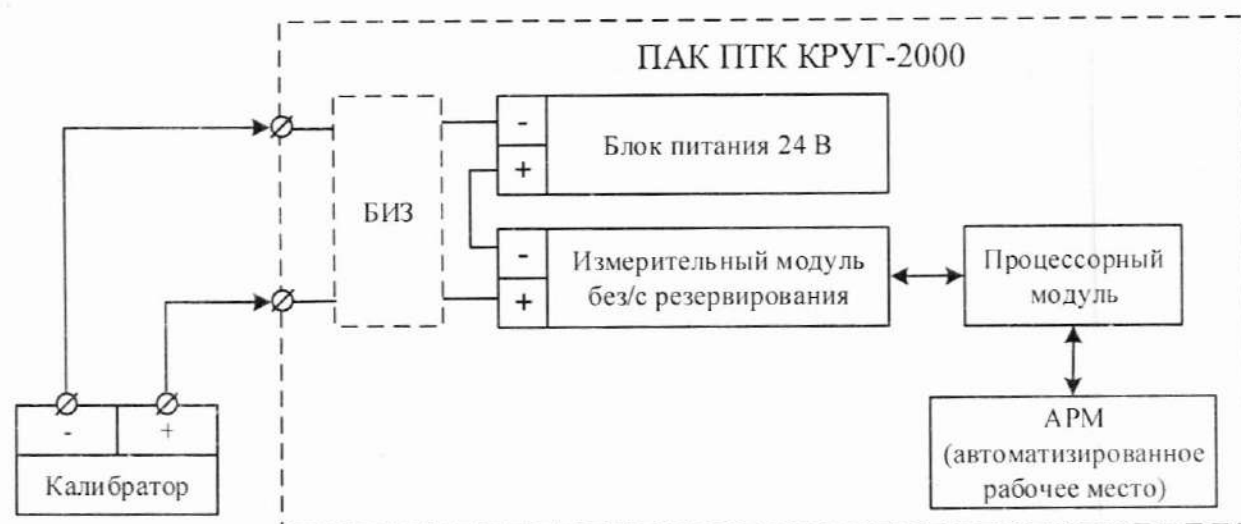 ПАК ПТК КРУГ-2000
-
Блок питания 24 В
+
БИЗ
-
Измерительный модуль
без/с резервирования
+
Процессорный
модуль
АРМ
(автоматизированное
рабочее место)
-
+
Калибратор